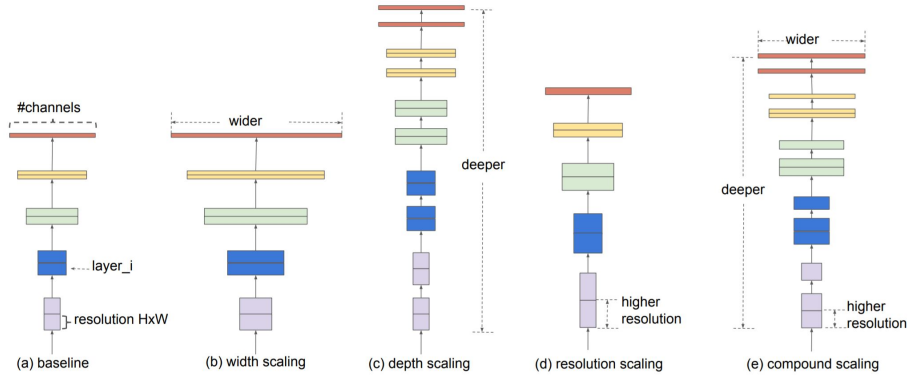 #channels
layer_i
resolution HxW
(a) baseline
wider
(b) width scaling
deeper
(c) depth scaling
higher
resolution
(d) resolution scaling
wider
deeper
higher
resolution
(e) compound scaling